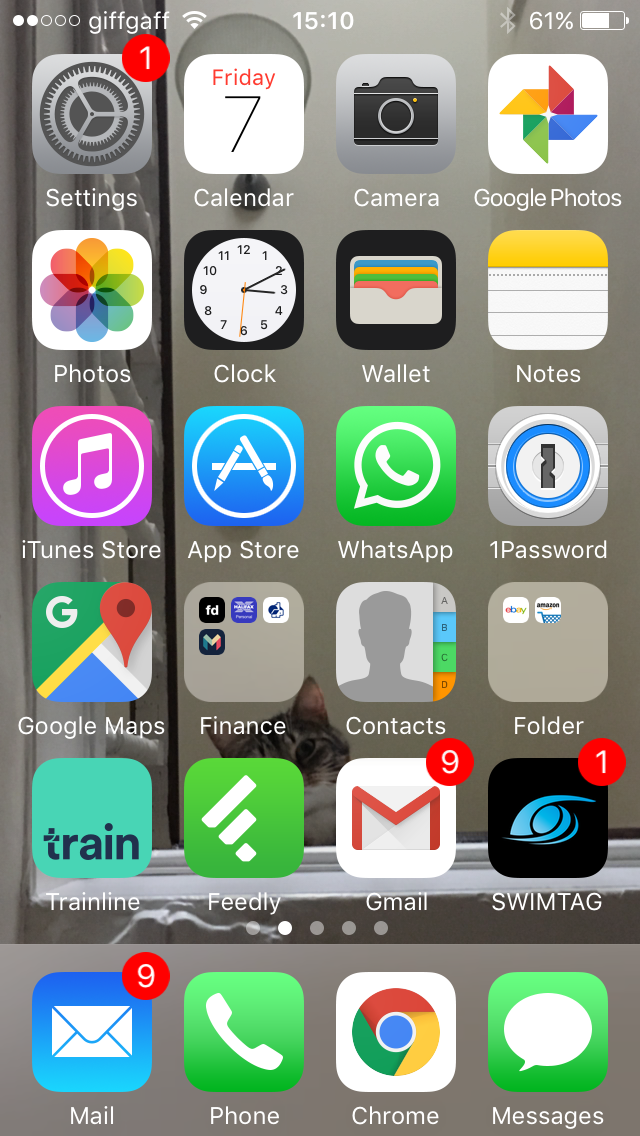 giffgaff 15:10 61%
1
Friday
7
Settings Calendar Camera Google Photos
12
11 1
10 2
9 3
8 4
7 5
6
Photos Clock Wallet Notes
iTunes Store App Store WhatsApp 1Password
G
fd HALIFAX Personal
ebay amazon
A
B
C
D
Google Maps Finance Contacts Folder
9 1
train
Trainline Feedly Gmail SWIMTAG
9
Mail Phone Chrome Messages